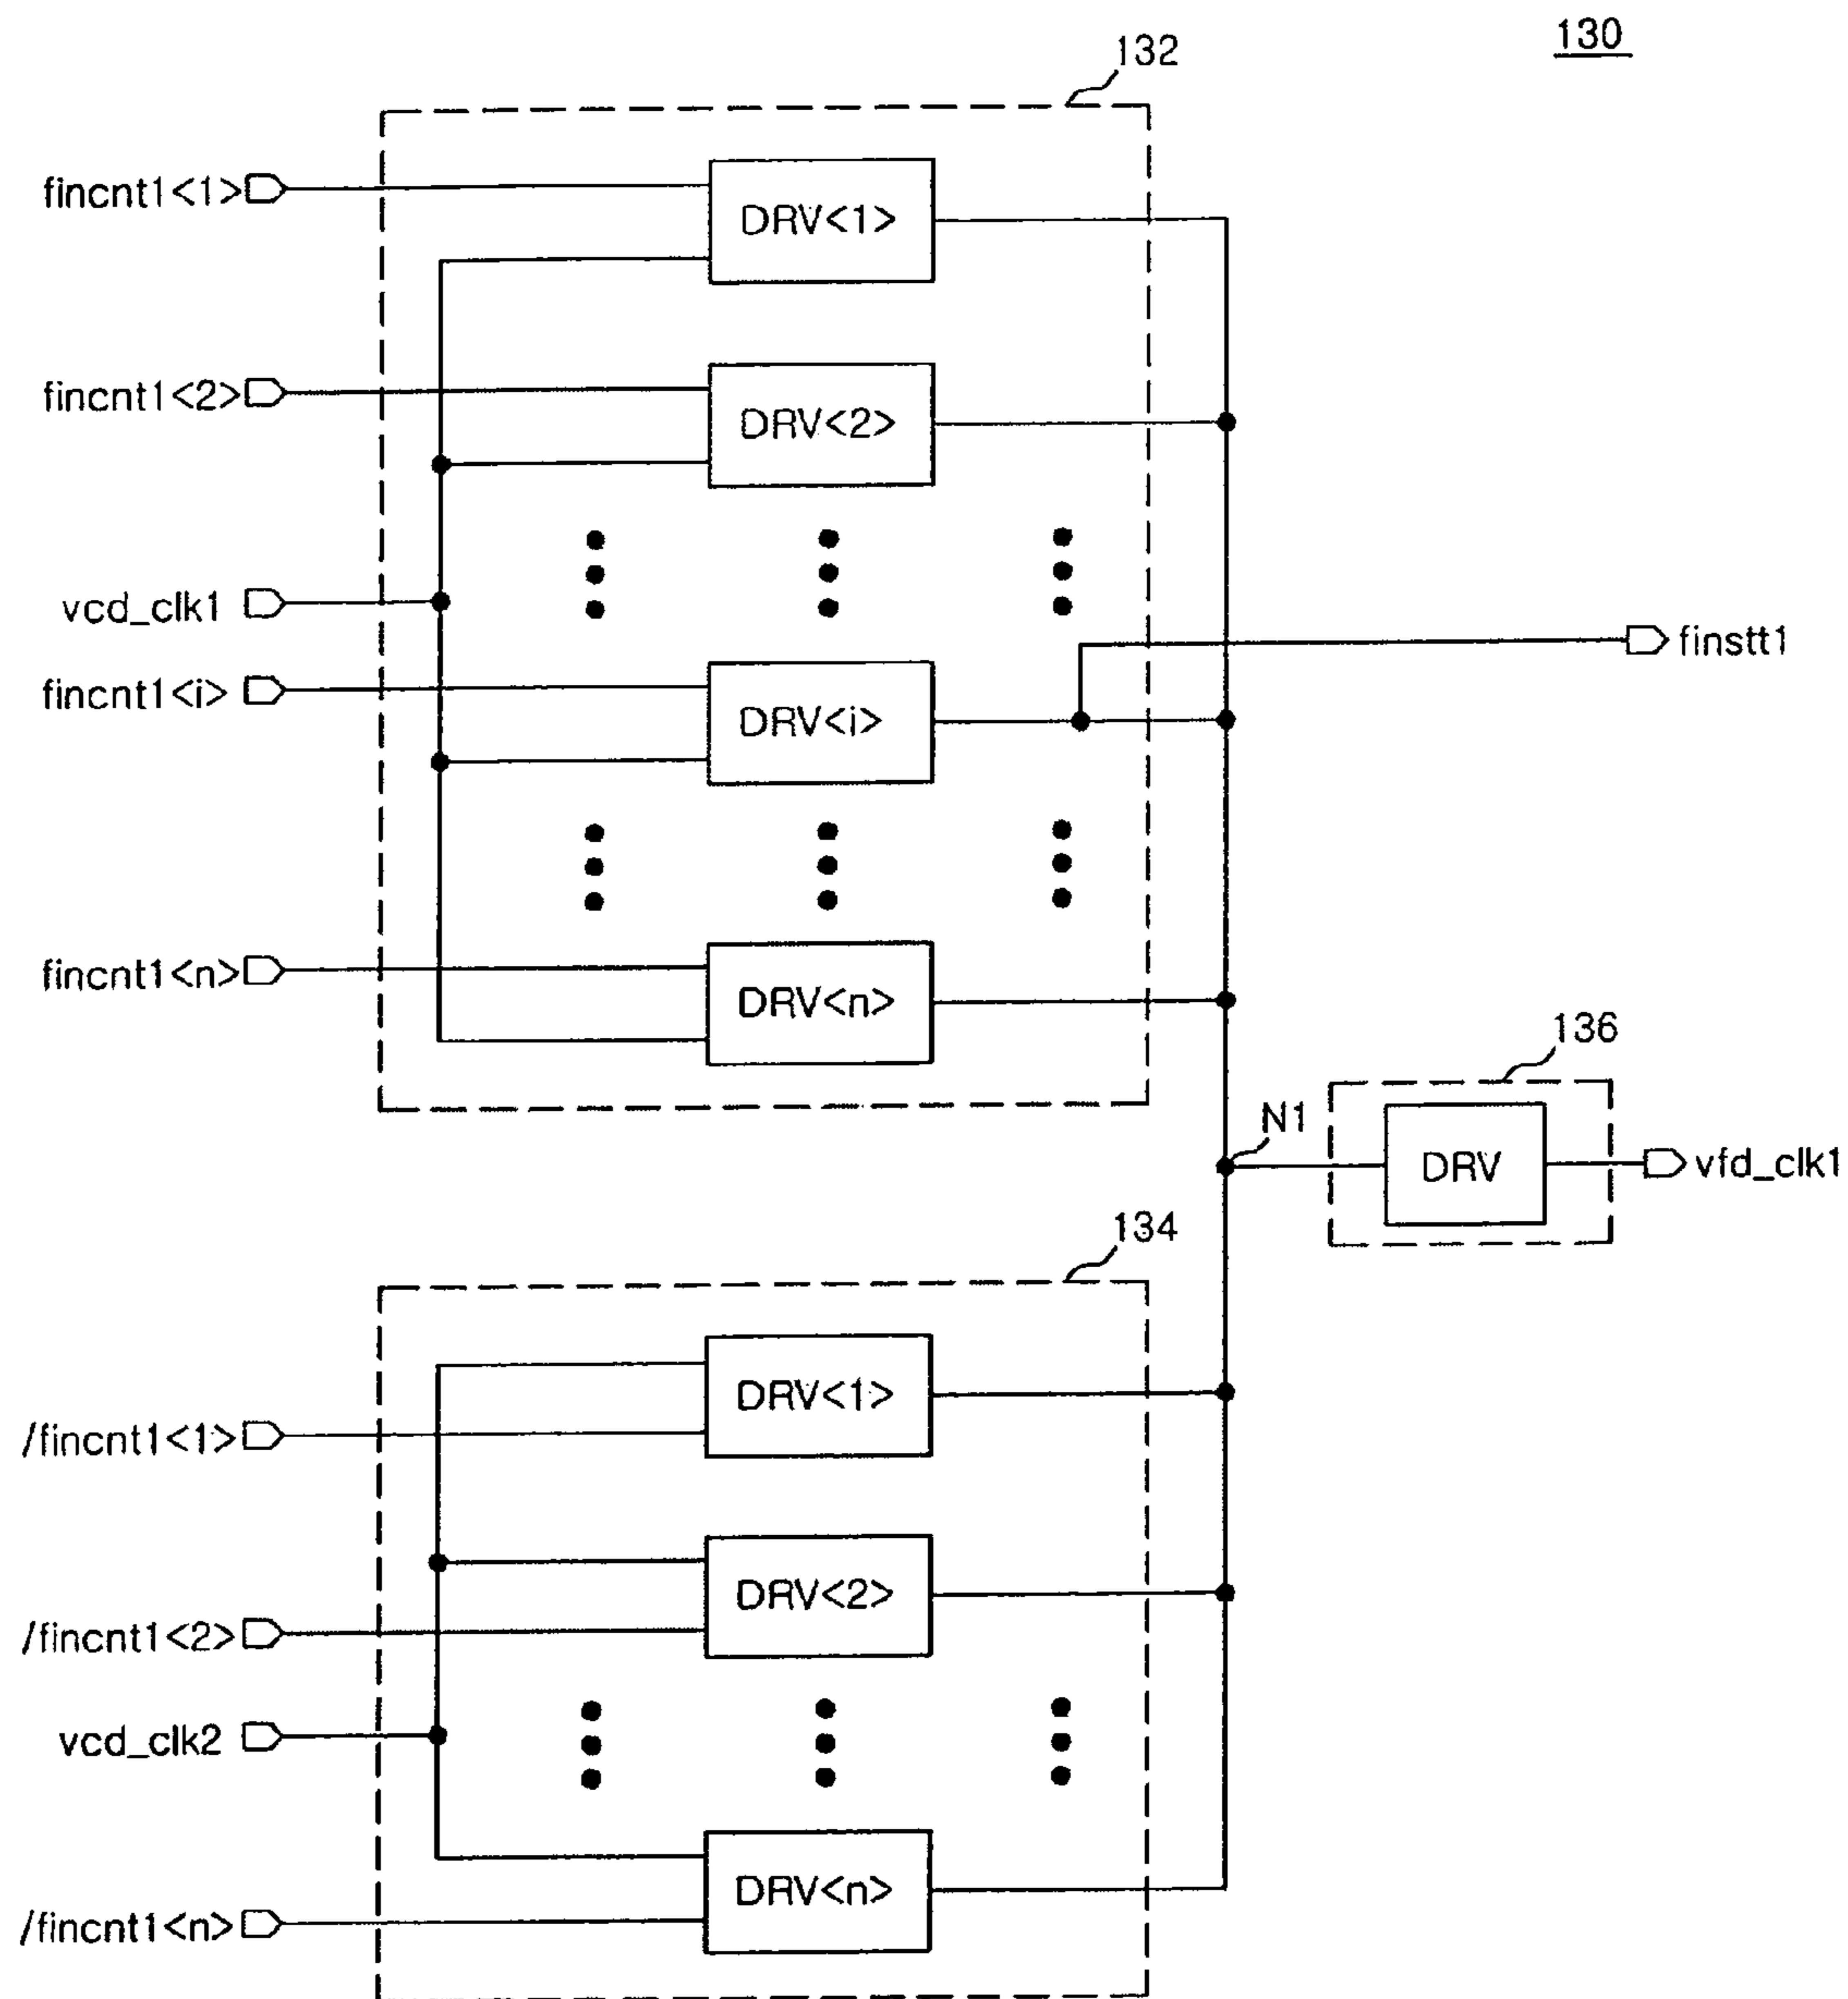 130
132
fincnt1<1>
DRV<1>
fincnt1<2>
DRV<2>
vcd_clk1
finstt1
fincnt1<i>
DRV<i>
fincnt1<n>
DRV<n>
136
N1
DRV
vfd_clk1
134
DRV<1>
/fincnt1<1>
DRV<2>
/fincnt1<2>
vcd_clk2
DRV<n>
/fincnt1<n>